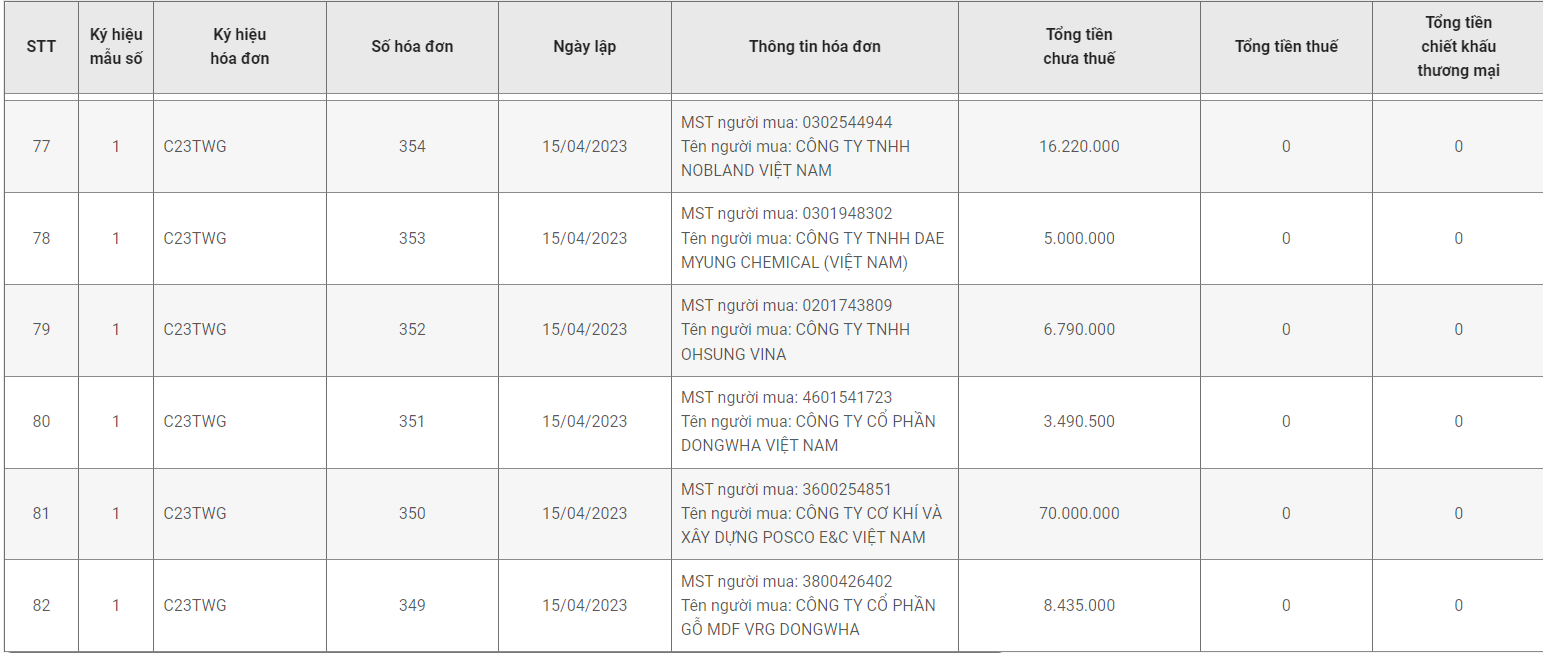 STT
Ký hiệu
mẫu số
Ký hiệu
hóa đơn
Số hóa đơn
Ngày lập
Thông tin hóa đơn
Tổng tiền
chưa thuế
Tổng tiền thuế
Tổng tiền
chiết khấu
thương mại
77
1
C23TWG
354
15/04/2023
MST người mua: 0302544944
Tên người mua: CÔNG TY TNHH
NOBLAND VIỆT NAM
16.220.000
0
0
78
1
C23TWG
353
15/04/2023
MST người mua: 0301948302
Tên người mua: CÔNG TY TNHH DAE
MYUNG CHEMICAL (VIỆT NAM)
5.000.000
0
0
79
1
C23TWG
352
15/04/2023
MST người mua: 0201743809
Tên người mua: CÔNG TY TNHH
OHSUNG VINA
6.790.000
0
0
80
1
C23TWG
351
15/04/2023
MST người mua: 4601541723
Tên người mua: CÔNG TY CỔ PHẦN
DONGWHA VIỆT NAM
3.490.500
0
0
81
1
C23TWG
350
15/04/2023
MST người mua: 3600254851
Tên người mua: CÔNG TY CƠ KHÍ VÀ
XÂY DỰNG POSCO E&C VIỆT NAM
70.000.000
0
0
82
1
C23TWG
349
15/04/2023
MST người mua: 3800426402
Tên người mua: CÔNG TY CỔ PHẦN
GỖ MDF VRG DONGWHA
8.435.000
0
0